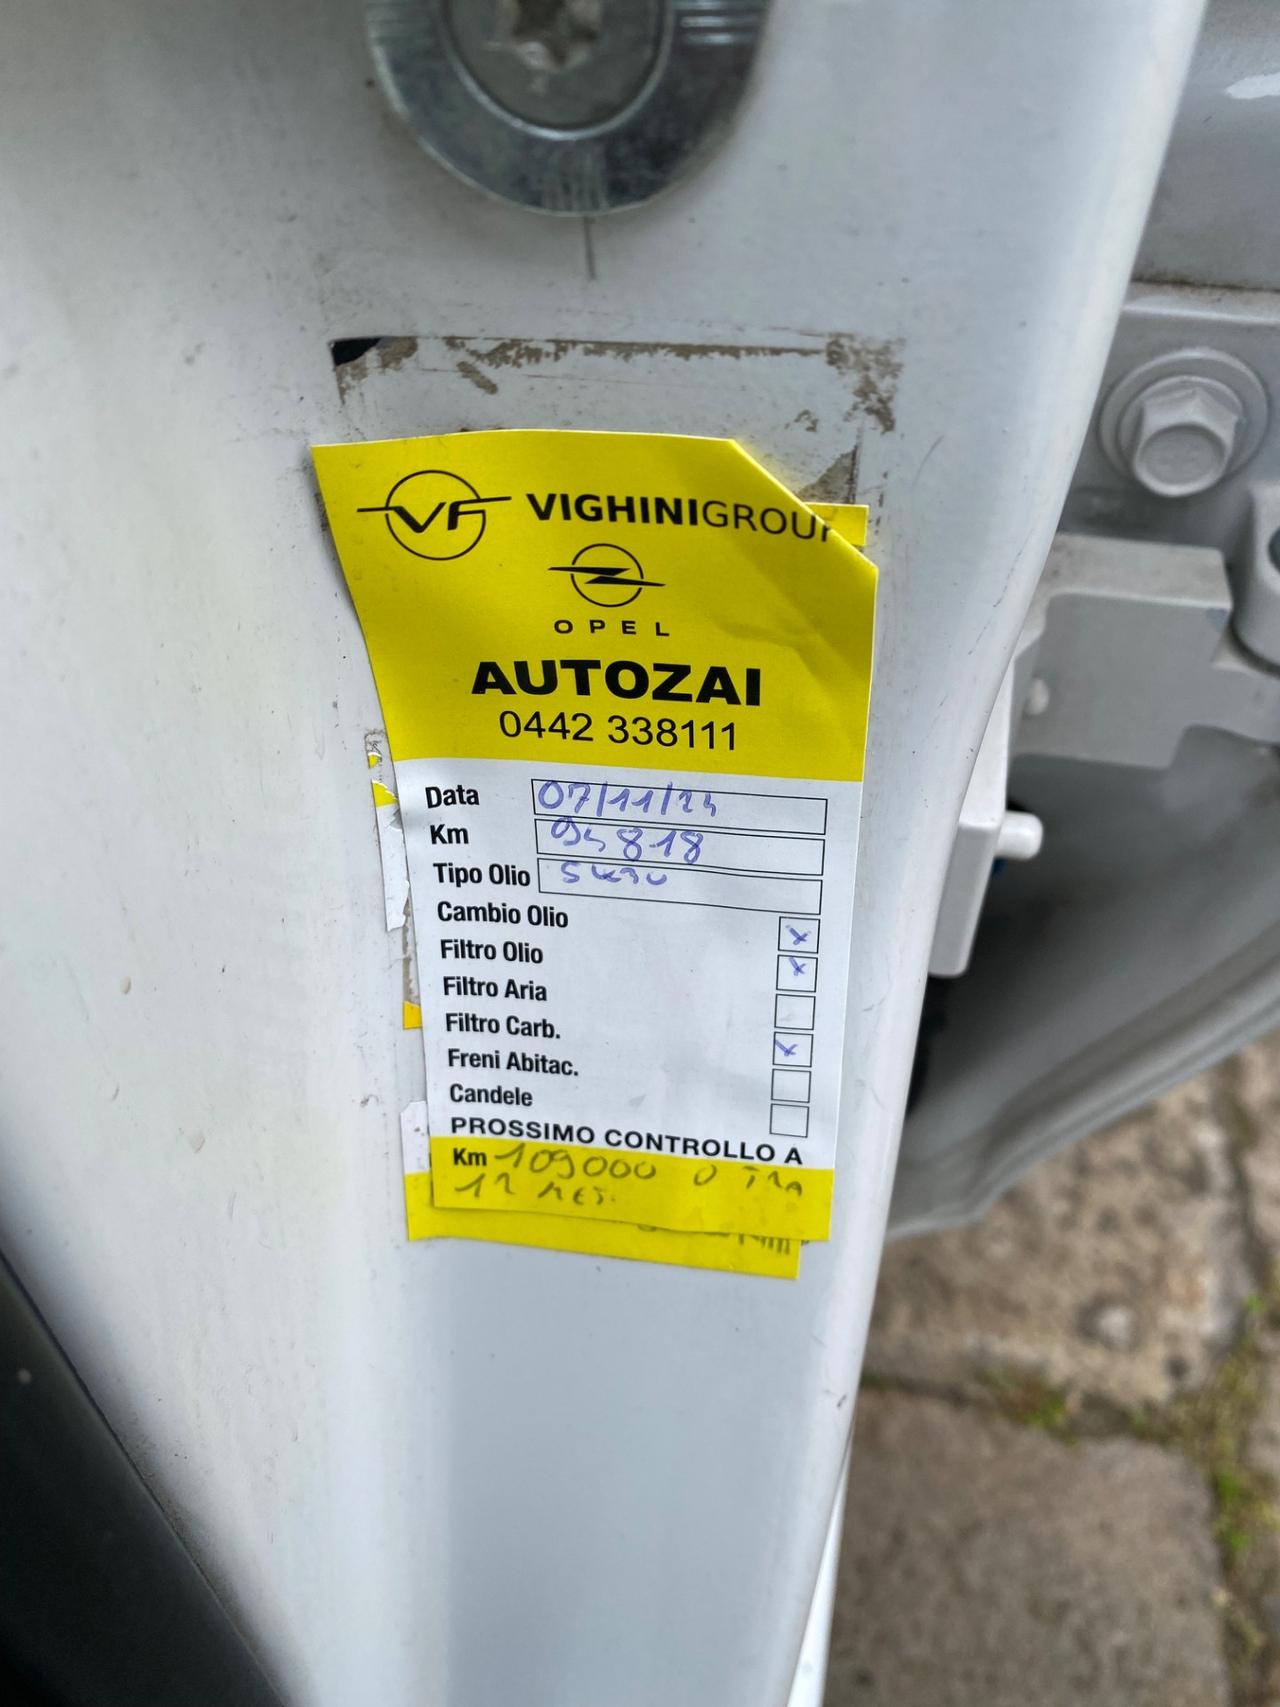 VF VIGHINIGROUP
OPEL
AUTOZAI
0442 338111
Data 07/11/24
Km 94818
Tipo Olio 5W30
Cambio Olio x
Filtro Olio x
Filtro Aria
Filtro Carb. x
Freni Abitac.
Candele
PROSSIMO CONTROLLO A
Km 109000 O TRA
12 MESI